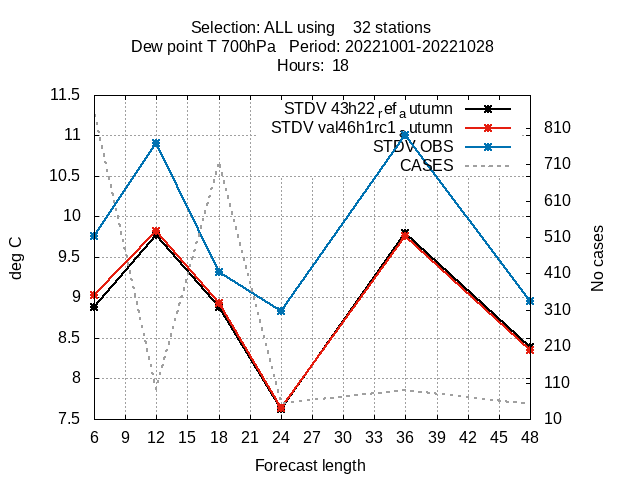 Selection: ALL using 32 stations
Dew point T 700hPa Period: 20221001-20221028
Hours: 18
STDV 43h22refautumn
STDV val46h1rc1autumn
STDV OBS
CASES
11.5
11
10.5
10
9.5
9
8.5
8
7.5
deg C
810
710
610
510
410
310
210
110
10
No cases
6 9 12 15 18 21 24 27 30 33 36 39 42 45 48
Forecast length